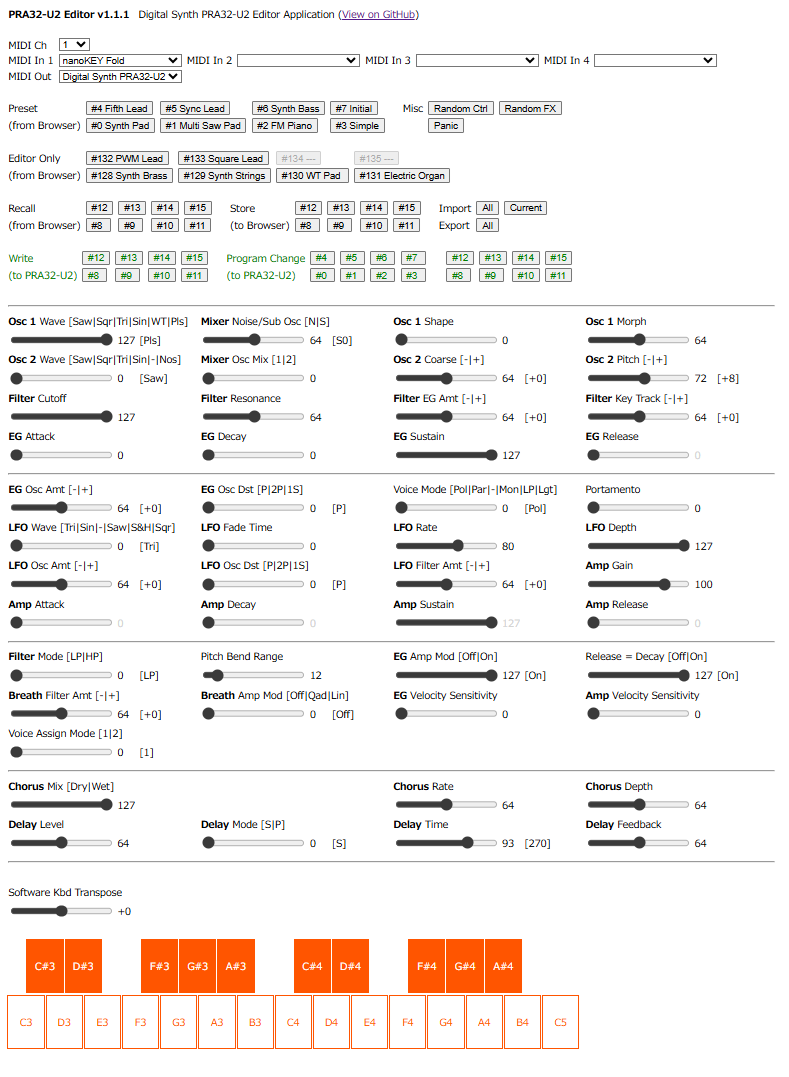 PRA32-U2 Editor v1.1.1 Digital Synth PRA32-U2 Editor Application (View on GitHub)
MIDI Ch 1
MIDI In 1 nanoKEY Fold MIDI In 2 MIDI In 3 MIDI In 4
MIDI Out Digital Synth PRA32-U2
Preset #4 Fifth Lead #5 Sync Lead #6 Synth Bass #7 Initial Misc Random Ctrl Random FX
(from Browser) #0 Synth Pad #1 Multi Saw Pad #2 FM Piano #3 Simple Panic
Editor Only #132 PWM Lead #133 Square Lead #134 --- #135 ---
(from Browser) #128 Synth Brass #129 Synth Strings #130 WT Pad #131 Electric Organ
Recall #12 #13 #14 #15 Store #12 #13 #14 #15 Import All Current
(from Browser) #8 #9 #10 #11 (to Browser) #8 #9 #10 #11 Export All
Write #12 #13 #14 #15 Program Change #4 #5 #6 #7 #12 #13 #14 #15
(to PRA32-U2) #8 #9 #10 #11 (to PRA32-U2) #0 #1 #2 #3 #8 #9 #10 #11
Osc 1 Wave [Saw|Sqr|Tri|Sin|WT|Pls] Mixer Noise/Sub Osc [N|S] Osc 1 Shape Osc 1 Morph
127 [Pls] 64 [S0] 0 64
Osc 2 Wave [Saw|Sqr|Tri|Sin|-|Nos] Mixer Osc Mix [1|2] Osc 2 Coarse [-|+] Osc 2 Pitch [-|+]
0 [Saw] 0 64 [+0] 72 [+8]
Filter Cutoff Filter Resonance Filter EG Amt [-|+] Filter Key Track [-|+]
127 64 64 [+0] 64 [+0]
EG Attack EG Decay EG Sustain EG Release
0 0 127 0
EG Osc Amt [-|+] EG Osc Dst [P|2P|1S] Voice Mode [Pol|Par|-|Mon|LP|Lgt] Portamento
64 [+0] 0 [P] 0 [Pol] 0
LFO Wave [Tri|Sin|-|Saw|S&H|Sqr] LFO Fade Time LFO Rate LFO Depth
0 [Tri] 0 80 127
LFO Osc Amt [-|+] LFO Osc Dst [P|2P|1S] LFO Filter Amt [-|+] Amp Gain
64 [+0] 0 [P] 64 [+0] 100
Amp Attack Amp Decay Amp Sustain Amp Release
0 0 127 0
Filter Mode [LP|HP] Pitch Bend Range EG Amp Mod [Off|On] Release = Decay [Off|On]
0 [LP] 12 127 [On] 127 [On]
Breath Filter Amt [-|+] Breath Amp Mod [Off|Qad|Lin] EG Velocity Sensitivity Amp Velocity Sensitivity
64 [+0] 0 [Off] 0 0
Voice Assign Mode [1|2]
0 [1]
Chorus Mix [Dry|Wet] Chorus Rate Chorus Depth
127 64 64
Delay Level Delay Mode [S|P] Delay Time Delay Feedback
64 0 [S] 93 [270] 64
Software Kbd Transpose
+0
C#3 D#3 F#3 G#3 A#3 C#4 D#4 F#4 G#4 A#4
C3 D3 E3 F3 G3 A3 B3 C4 D4 E4 F4 G4 A4 B4 C5